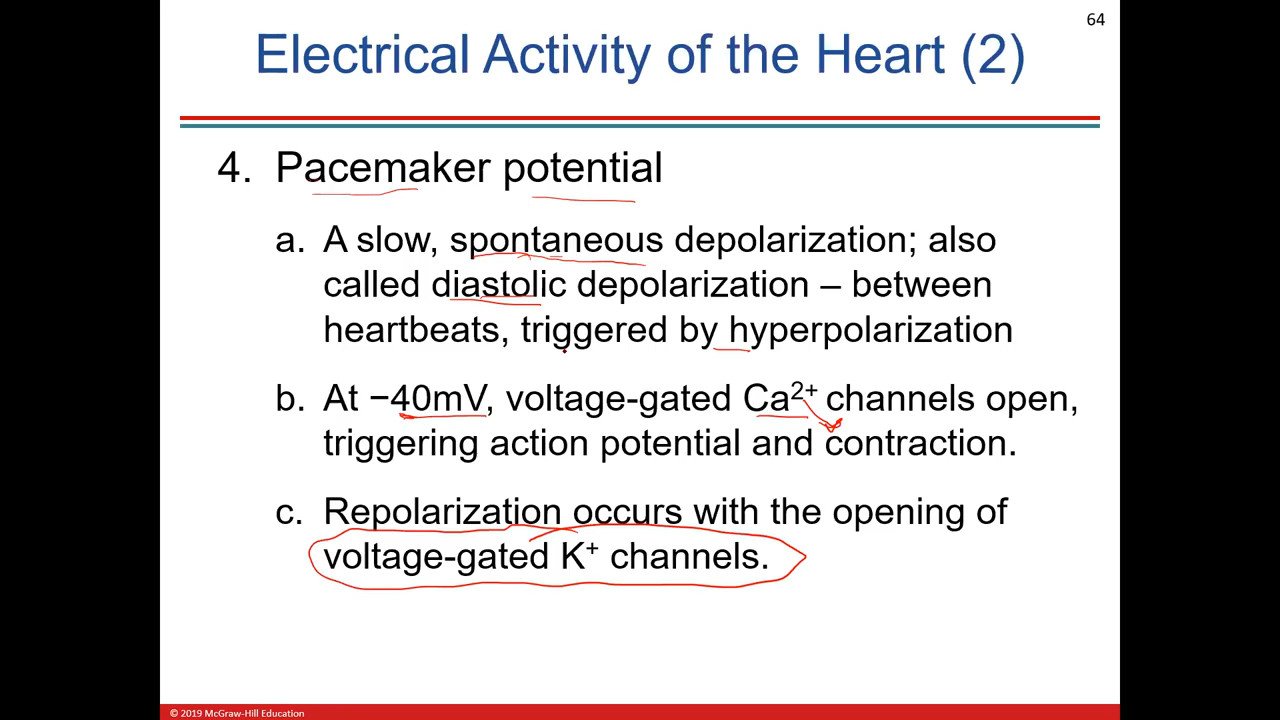 64
Electrical Activity of the Heart (2)
4. Pacemaker potential
a. A slow, spontaneous depolarization; also
called diastolic depolarization – between
heartbeats, triggered by hyperpolarization
b. At −40mV, voltage-gated Ca²⁺ channels open,
triggering action potential and contraction.
c. Repolarization occurs with the opening of
voltage-gated K⁺ channels.
© 2019 McGraw-Hill Education